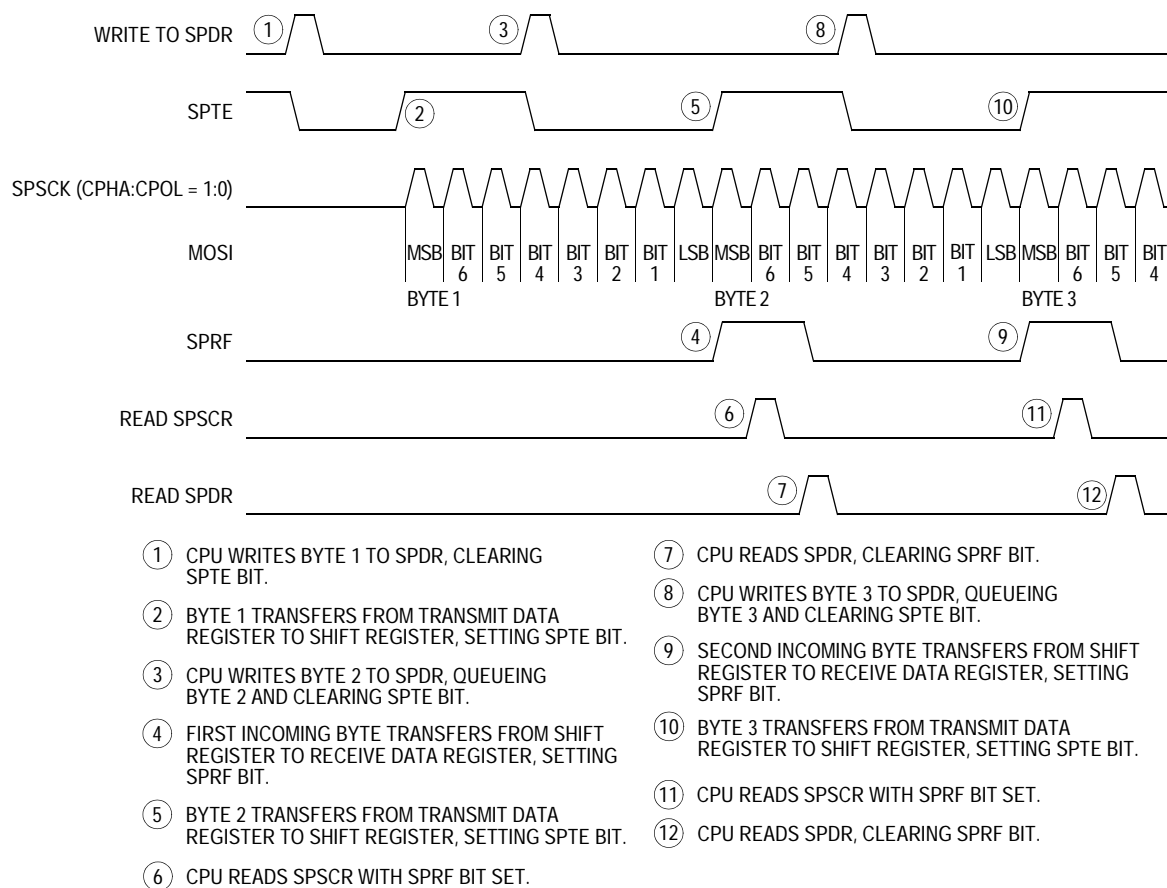 WRITE TO SPDR
1
3
8
SPTE
2
5
10
SPSCK (CPHA:CPOL = 1:0)
MOSI
MSB BIT 6 BIT 5 BIT 4 BIT 3 BIT 2 BIT 1 LSB MSB BIT 6 BIT 5 BIT 4 BIT 3 BIT 2 BIT 1 LSB MSB BIT 6 BIT 5 BIT 4
BYTE 1 BYTE 2 BYTE 3
SPRF
4
9
READ SPSCR
6
11
READ SPDR
7
12
1 CPU WRITES BYTE 1 TO SPDR, CLEARING
SPTE BIT.
2 BYTE 1 TRANSFERS FROM TRANSMIT DATA
REGISTER TO SHIFT REGISTER, SETTING SPTE BIT.
3 CPU WRITES BYTE 2 TO SPDR, QUEUEING
BYTE 2 AND CLEARING SPTE BIT.
4 FIRST INCOMING BYTE TRANSFERS FROM SHIFT
REGISTER TO RECEIVE DATA REGISTER, SETTING
SPRF BIT.
5 BYTE 2 TRANSFERS FROM TRANSMIT DATA
REGISTER TO SHIFT REGISTER, SETTING SPTE BIT.
6 CPU READS SPSCR WITH SPRF BIT SET.
7 CPU READS SPDR, CLEARING SPRF BIT.
8 CPU WRITES BYTE 3 TO SPDR, QUEUEING
BYTE 3 AND CLEARING SPTE BIT.
9 SECOND INCOMING BYTE TRANSFERS FROM SHIFT
REGISTER TO RECEIVE DATA REGISTER, SETTING
SPRF BIT.
10 BYTE 3 TRANSFERS FROM TRANSMIT DATA
REGISTER TO SHIFT REGISTER, SETTING SPTE BIT.
11 CPU READS SPSCR WITH SPRF BIT SET.
12 CPU READS SPDR, CLEARING SPRF BIT.